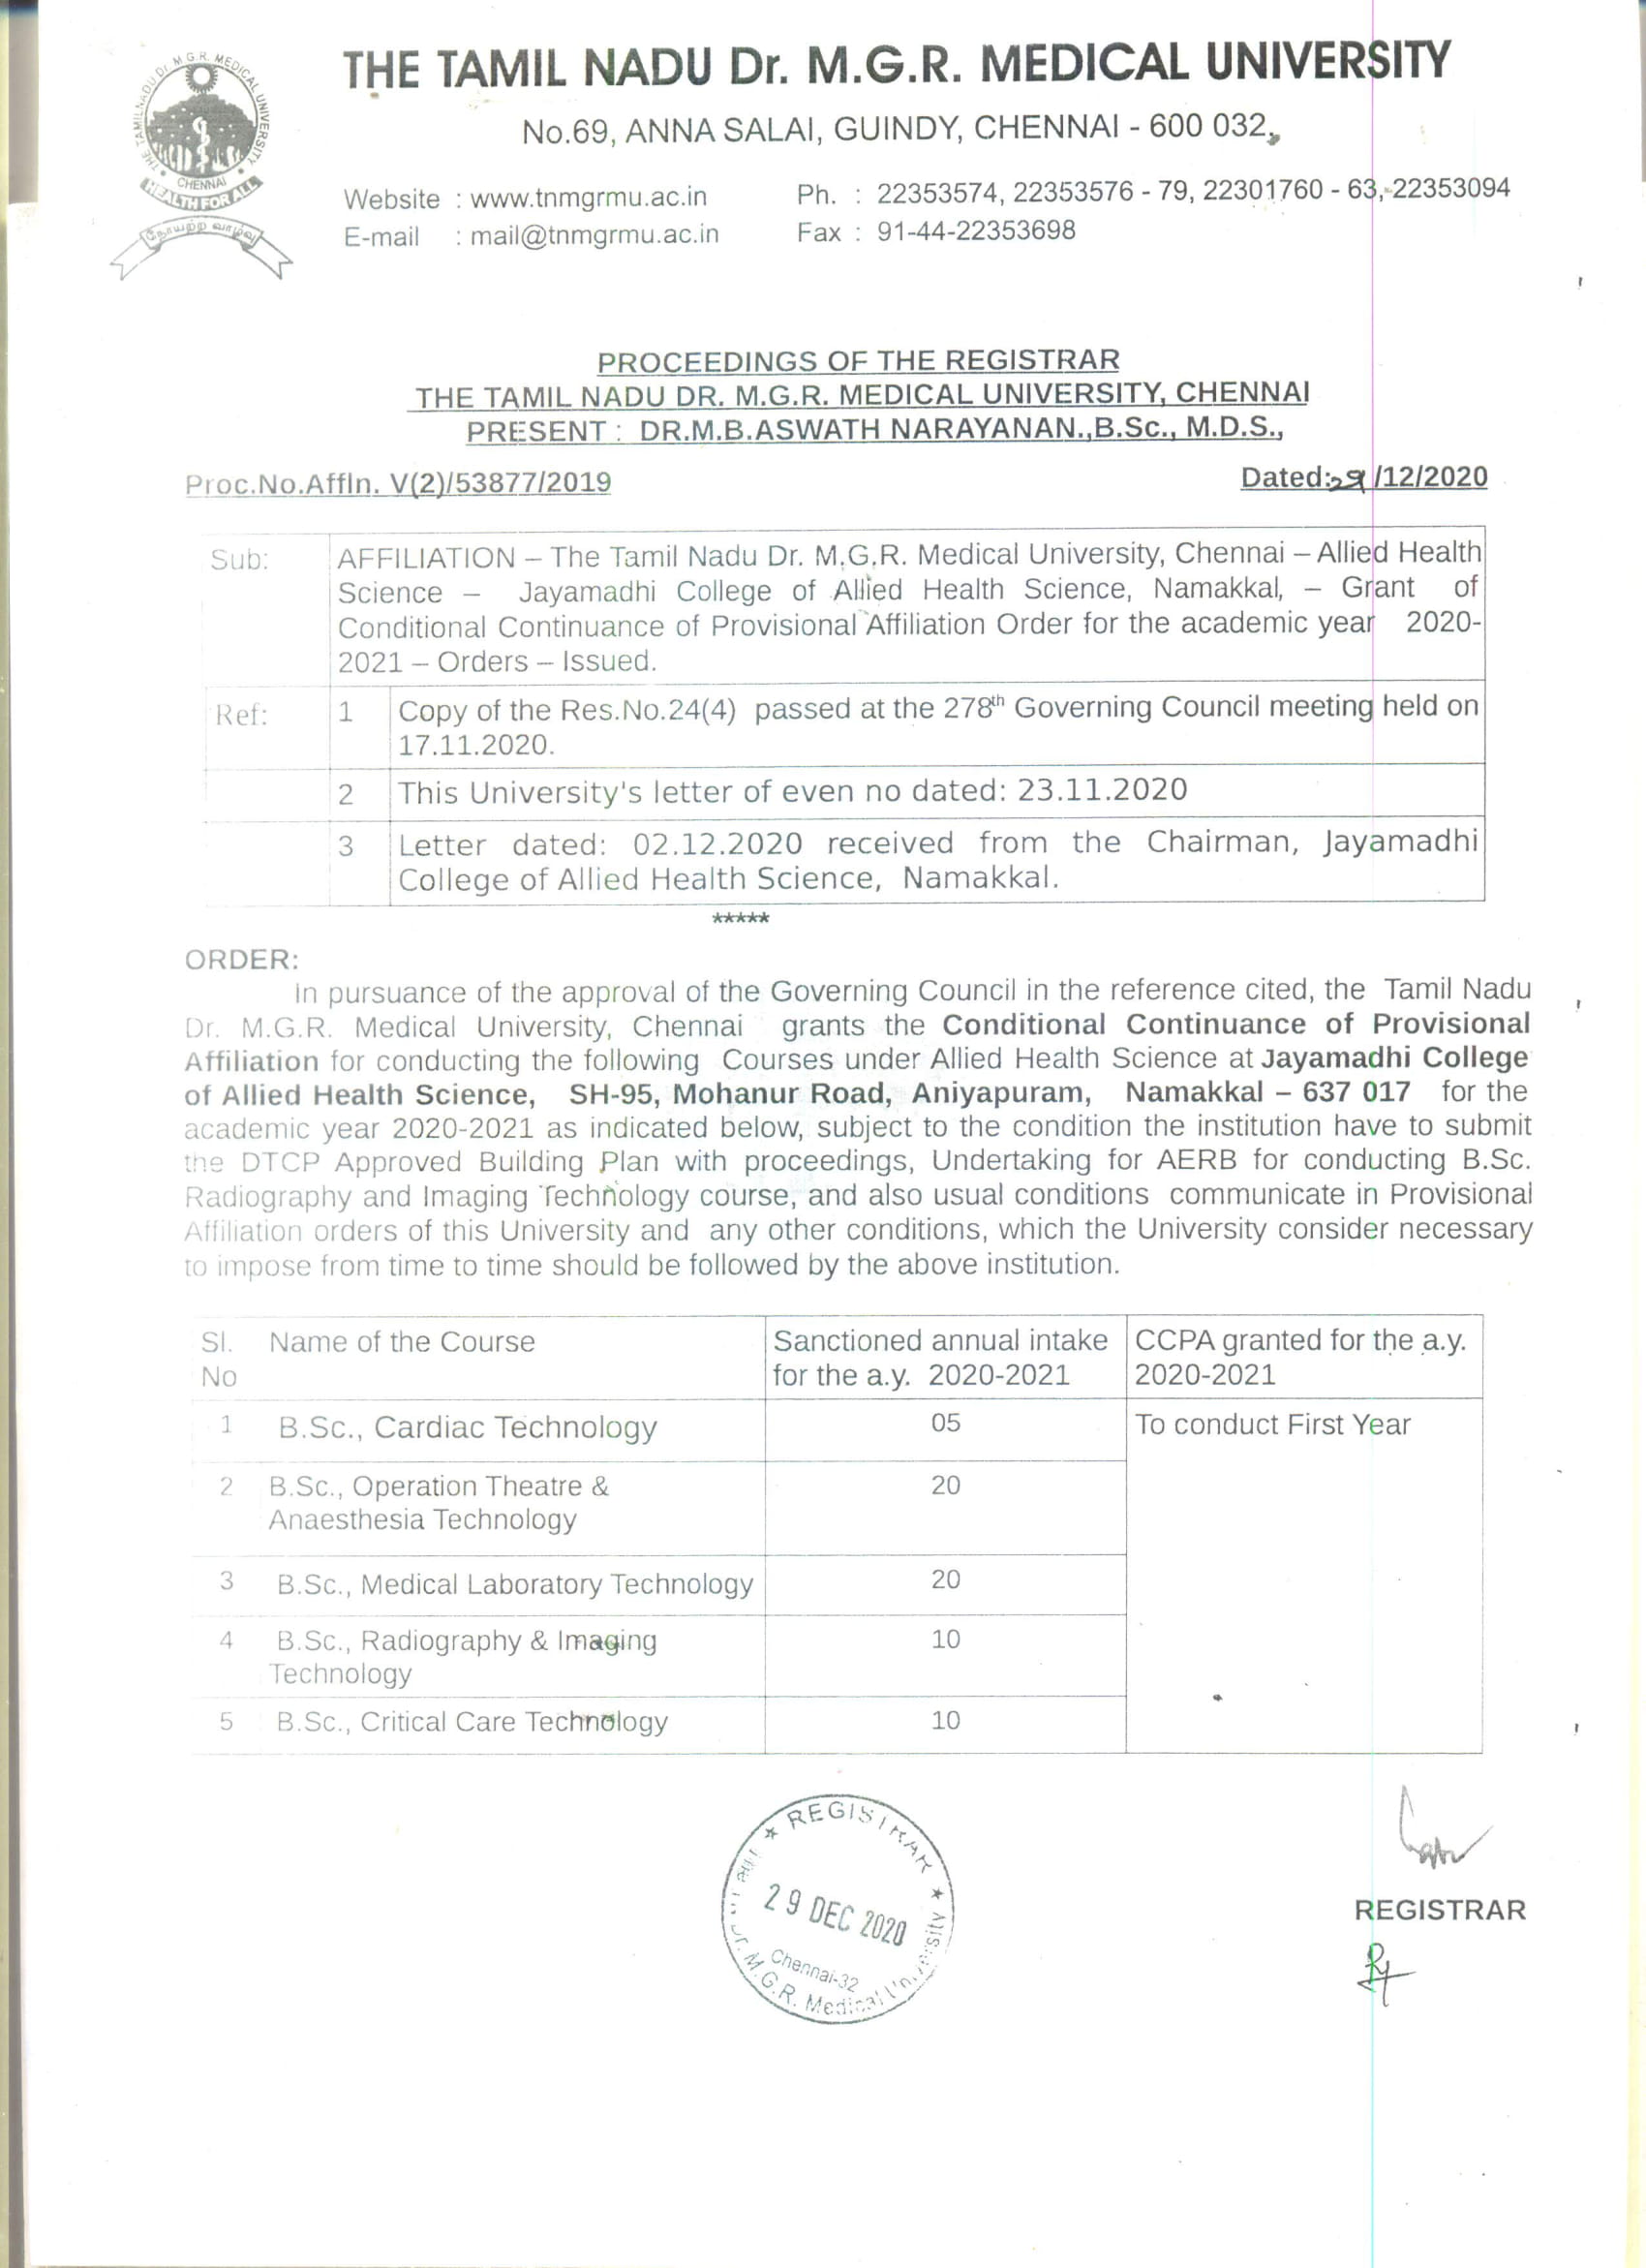 THE TAMIL NADU Dr. M.G.R. MEDICAL UNIVERSITY
No.69, ANNA SALAI, GUINDY, CHENNAI - 600 032.
THE TAMILNADU Dr M.G.R. MEDICAL UNIVERSITY
CHENNAI
HEALTH FOR ALL
நோயற்ற வாழ்வு
Website : www.tnmgrmu.ac.in Ph. : 22353574, 22353576 - 79, 22301760 - 63, 22353094
E-mail : mail@tnmgrmu.ac.in Fax : 91-44-22353698
PROCEEDINGS OF THE REGISTRAR
THE TAMIL NADU DR. M.G.R. MEDICAL UNIVERSITY, CHENNAI
PRESENT : DR.M.B.ASWATH NARAYANAN.,B.Sc., M.D.S.,
Proc.No.Affln. V(2)/53877/2019 Dated:29/12/2020
Sub: AFFILIATION – The Tamil Nadu Dr. M.G.R. Medical University, Chennai – Allied Health
Science – Jayamadhi College of Allied Health Science, Namakkal, – Grant of
Conditional Continuance of Provisional Affiliation Order for the academic year 2020-
2021 – Orders – Issued.
Ref: 1 Copy of the Res.No.24(4) passed at the 278th Governing Council meeting held on
17.11.2020.
2 This University's letter of even no dated: 23.11.2020
3 Letter dated: 02.12.2020 received from the Chairman, Jayamadhi
College of Allied Health Science, Namakkal.
*****
ORDER:
In pursuance of the approval of the Governing Council in the reference cited, the Tamil Nadu
Dr. M.G.R. Medical University, Chennai grants the Conditional Continuance of Provisional
Affiliation for conducting the following Courses under Allied Health Science at Jayamadhi College
of Allied Health Science, SH-95, Mohanur Road, Aniyapuram, Namakkal – 637 017 for the
academic year 2020-2021 as indicated below, subject to the condition the institution have to submit
the DTCP Approved Building Plan with proceedings, Undertaking for AERB for conducting B.Sc.
Radiography and Imaging Technology course, and also usual conditions communicate in Provisional
Affiliation orders of this University and any other conditions, which the University consider necessary
to impose from time to time should be followed by the above institution.
Sl. Name of the Course Sanctioned annual intake CCPA granted for the a.y.
No for the a.y. 2020-2021 2020-2021
1 B.Sc., Cardiac Technology 05 To conduct First Year
2 B.Sc., Operation Theatre & 20
Anaesthesia Technology
3 B.Sc., Medical Laboratory Technology 20
4 B.Sc., Radiography & Imaging 10
Technology
5 B.Sc., Critical Care Technology 10
REGISTRAR
29 DEC 2020
Chennai-32
Dr. M.G.R. Medical University
REGISTRAR